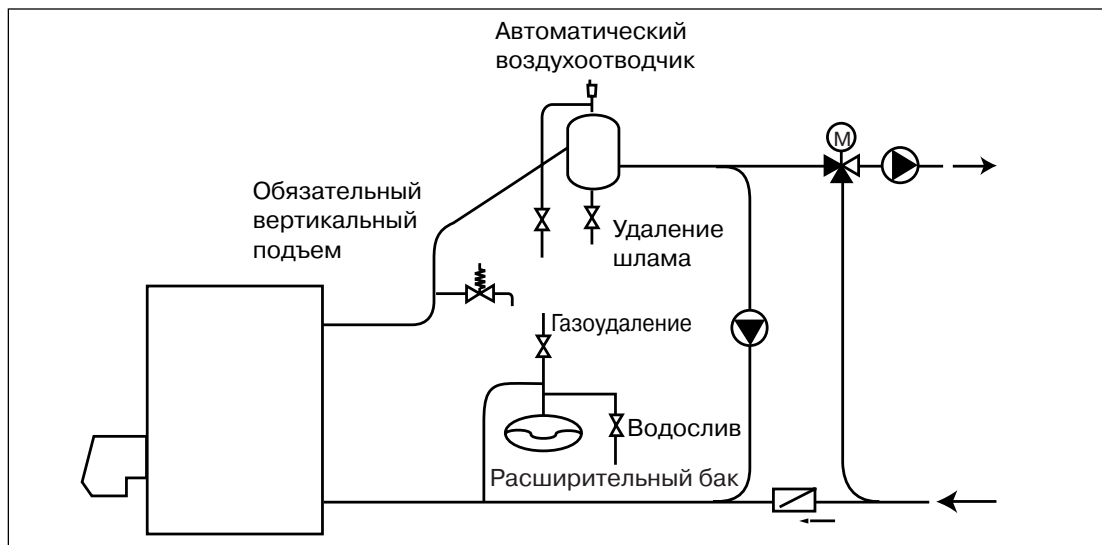 Автоматический
воздухоотводчик
M
Обязательный
вертикальный
подъем
Удаление
шлама
Газоудаление
Водослив
Расширительный бак